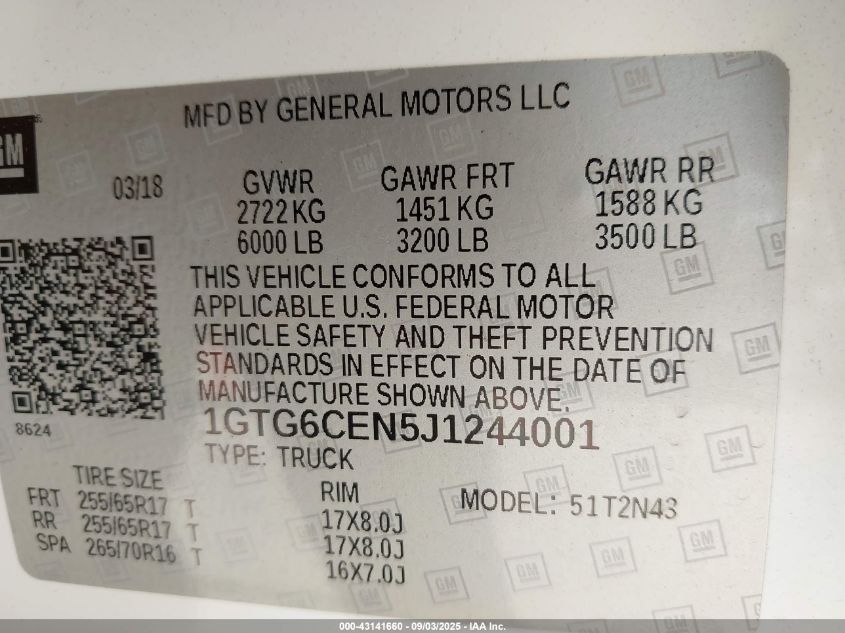 MFD BY GENERAL MOTORS LLC
GM
03/18
GVWR GAWR FRT GAWR RR
2722 KG 1451 KG 1588 KG
6000 LB 3200 LB 3500 LB
THIS VEHICLE CONFORMS TO ALL
APPLICABLE U.S. FEDERAL MOTOR
VEHICLE SAFETY AND THEFT PREVENTION
STANDARDS IN EFFECT ON THE DATE OF
MANUFACTURE SHOWN ABOVE.
8624
1GTG6CEN5J1244001
TYPE: TRUCK
TIRE SIZE RIM MODEL: 51T2N43
FRT 255/65R17 T 17X8.0J
RR 255/65R17 T 17X8.0J
SPA 265/70R16 T 16X7.0J
000-43141660 - 09/03/2025 - IAA Inc.